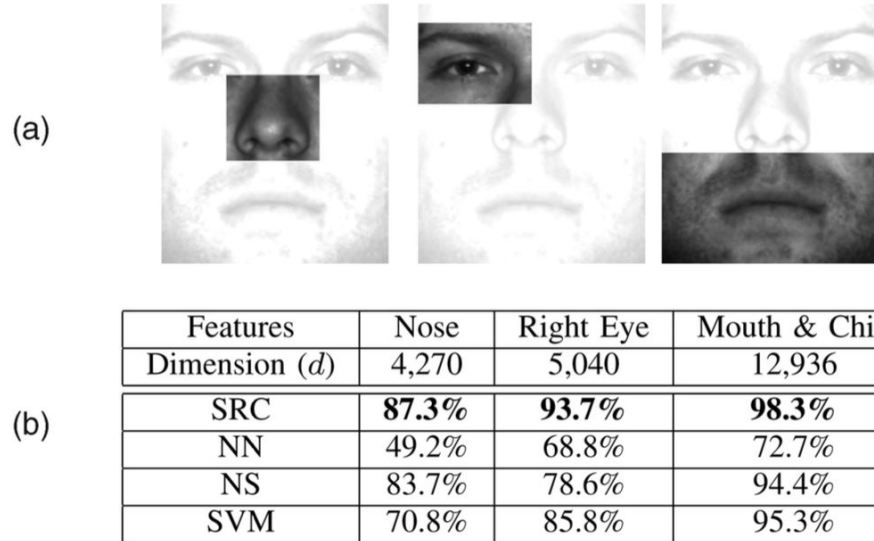 (a)
Features Nose Right Eye Mouth & Chi
Dimension (d) 4,270 5,040 12,936
(b)
SRC 87.3% 93.7% 98.3%
NN 49.2% 68.8% 72.7%
NS 83.7% 78.6% 94.4%
SVM 70.8% 85.8% 95.3%